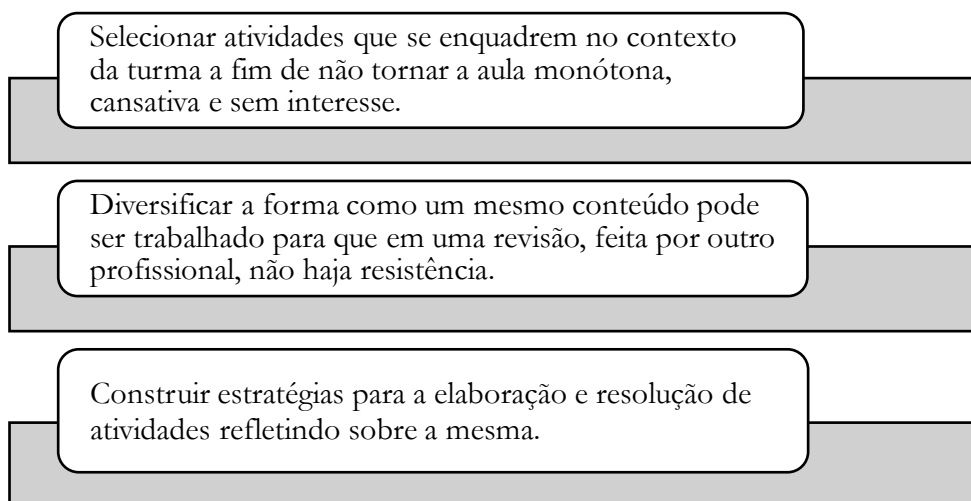 Selecionar atividades que se enquadrem no contexto
da turma a fim de não tornar a aula monótona,
cansativa e sem interesse.
Diversificar a forma como um mesmo conteúdo pode
ser trabalhado para que em uma revisão, feita por outro
profissional, não haja resistência.
Construir estratégias para a elaboração e resolução de
atividades refletindo sobre a mesma.